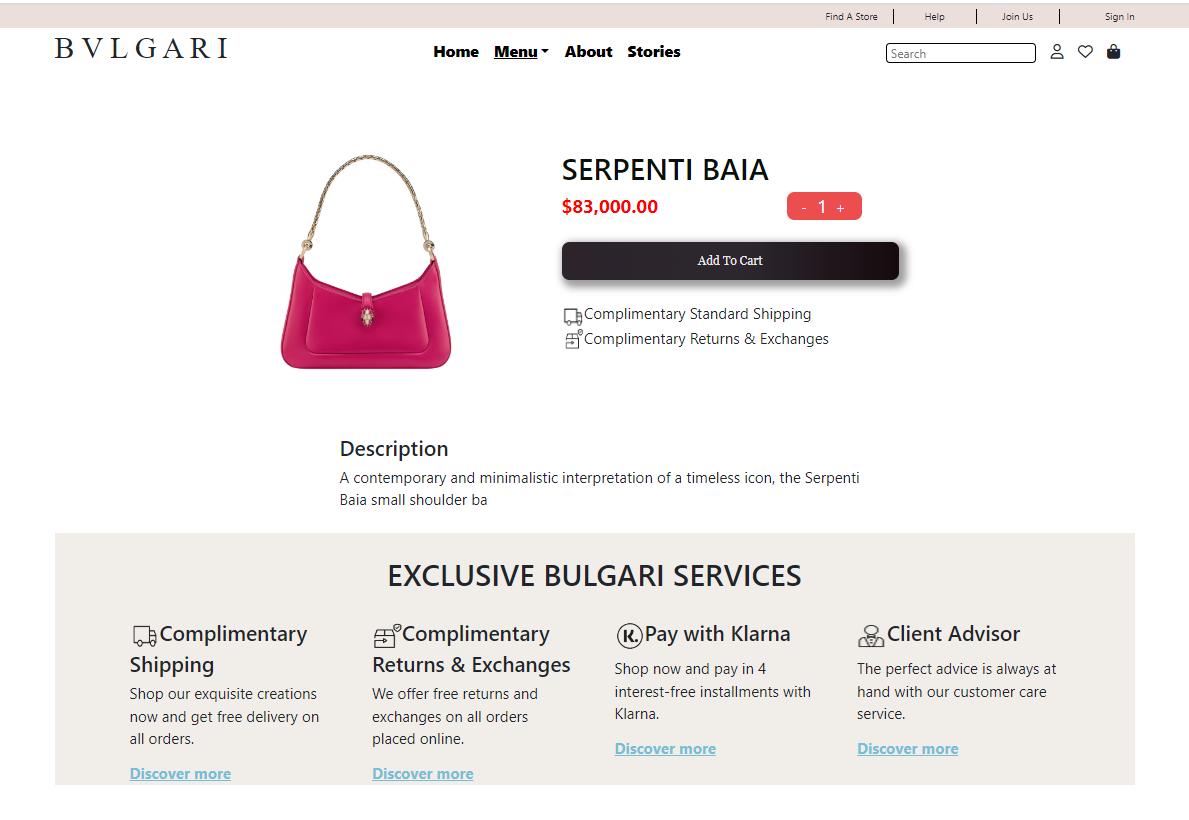 Find A Store Help Join Us Sign In
BVLGARI Home Menu About Stories Search
SERPENTI BAIA
$83,000.00 - 1 +
Add To Cart
Complimentary Standard Shipping
Complimentary Returns & Exchanges
Description
A contemporary and minimalistic interpretation of a timeless icon, the Serpenti
Baia small shoulder ba
EXCLUSIVE BULGARI SERVICES
Complimentary
Shipping
Shop our exquisite creations
now and get free delivery on
all orders.
Discover more
Complimentary
Returns & Exchanges
We offer free returns and
exchanges on all orders
placed online.
Discover more
K. Pay with Klarna
Shop now and pay in 4
interest-free installments with
Klarna.
Discover more
Client Advisor
The perfect advice is always at
hand with our customer care
service.
Discover more